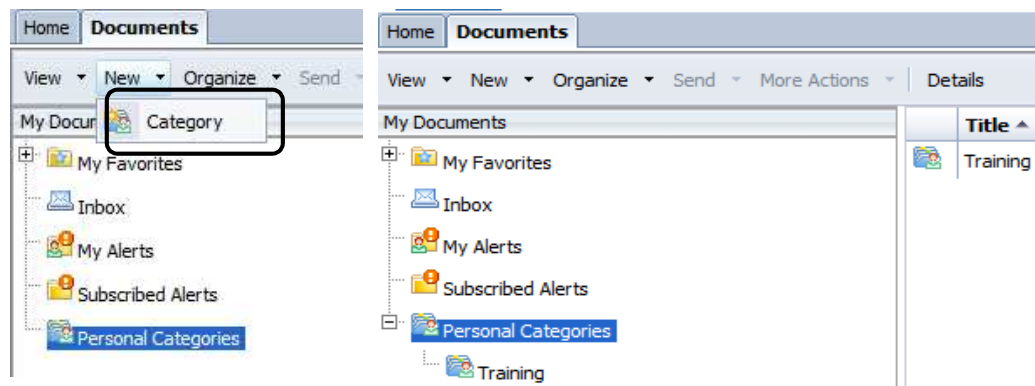 Home Documents
View New Organize Send
Category
My Docur
My Favorites
Inbox
My Alerts
Subscribed Alerts
Personal Categories
Home Documents
View New Organize Send More Actions Details
My Documents
Title
My Favorites
Training
Inbox
My Alerts
Subscribed Alerts
Personal Categories
Training